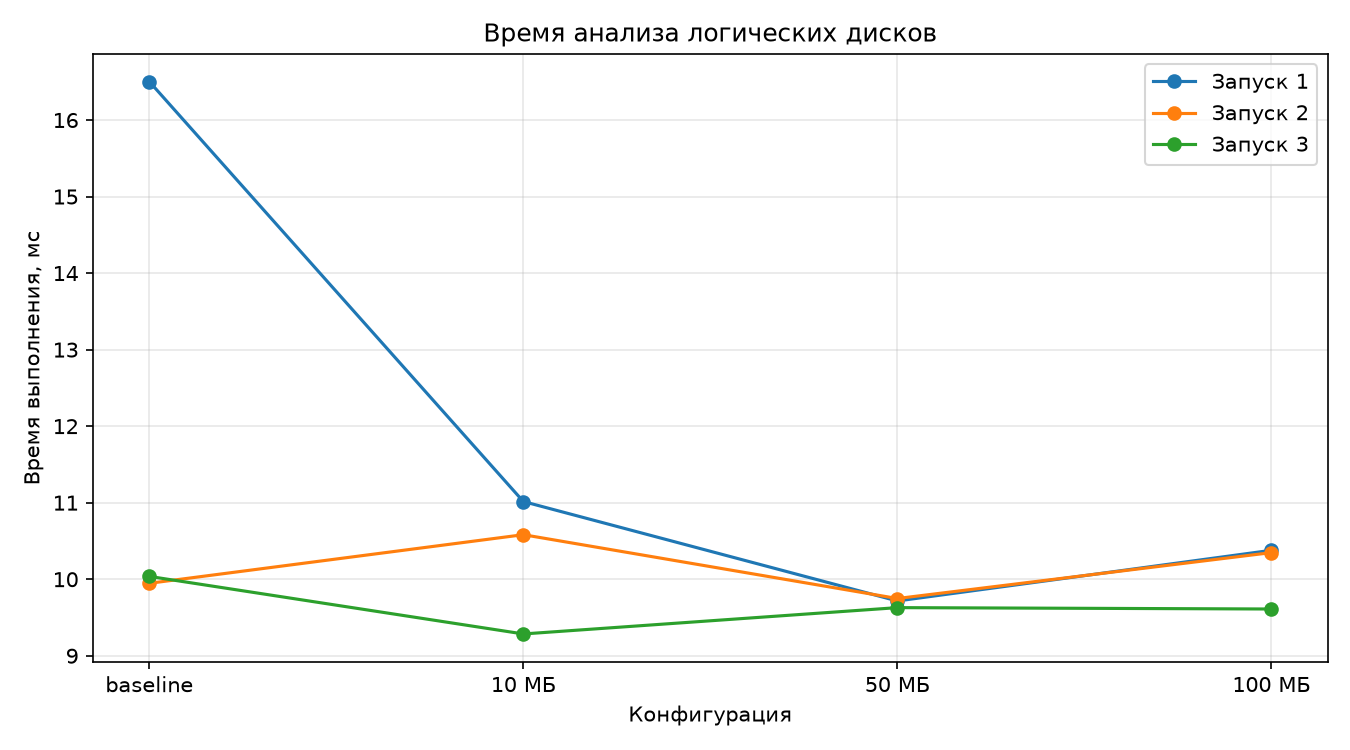 Время анализа логических дисков
Запуск 1
Запуск 2
Запуск 3
Время выполнения, мс
16
15
14
13
12
11
10
9
baseline
10 МБ
50 МБ
100 МБ
Конфигурация